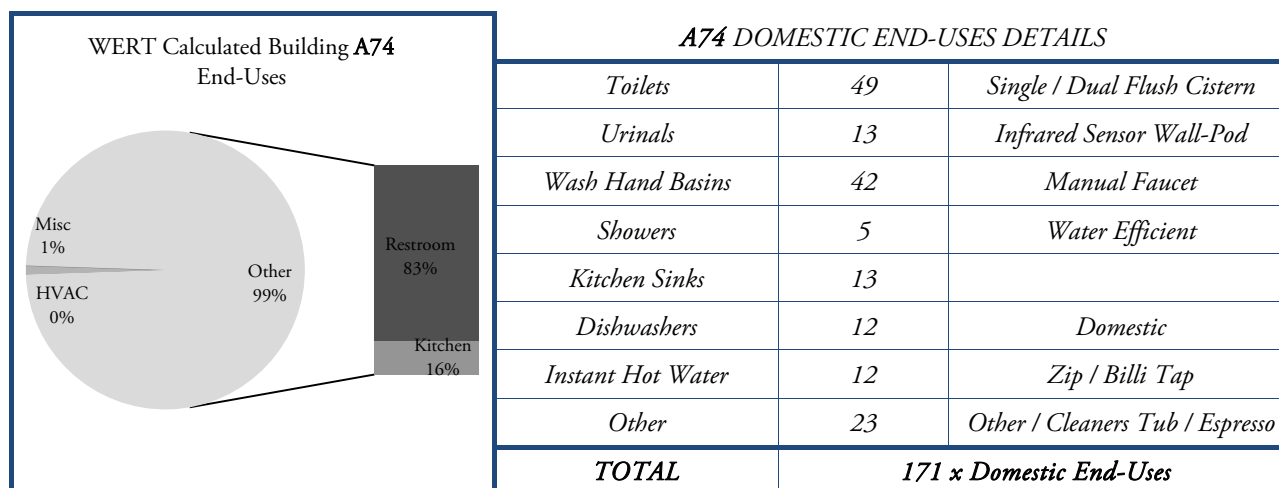 WERT Calculated Building A74
End-Uses
Misc
1%
HVAC
0%
Other
99%
Restroom
83%
Kitchen
16%
A74 DOMESTIC END-USES DETAILS
Toilets 49 Single / Dual Flush Cistern
Urinals 13 Infrared Sensor Wall-Pod
Wash Hand Basins 42 Manual Faucet
Showers 5 Water Efficient
Kitchen Sinks 13
Dishwashers 12 Domestic
Instant Hot Water 12 Zip / Billi Tap
Other 23 Other / Cleaners Tub / Espresso
TOTAL 171 x Domestic End-Uses